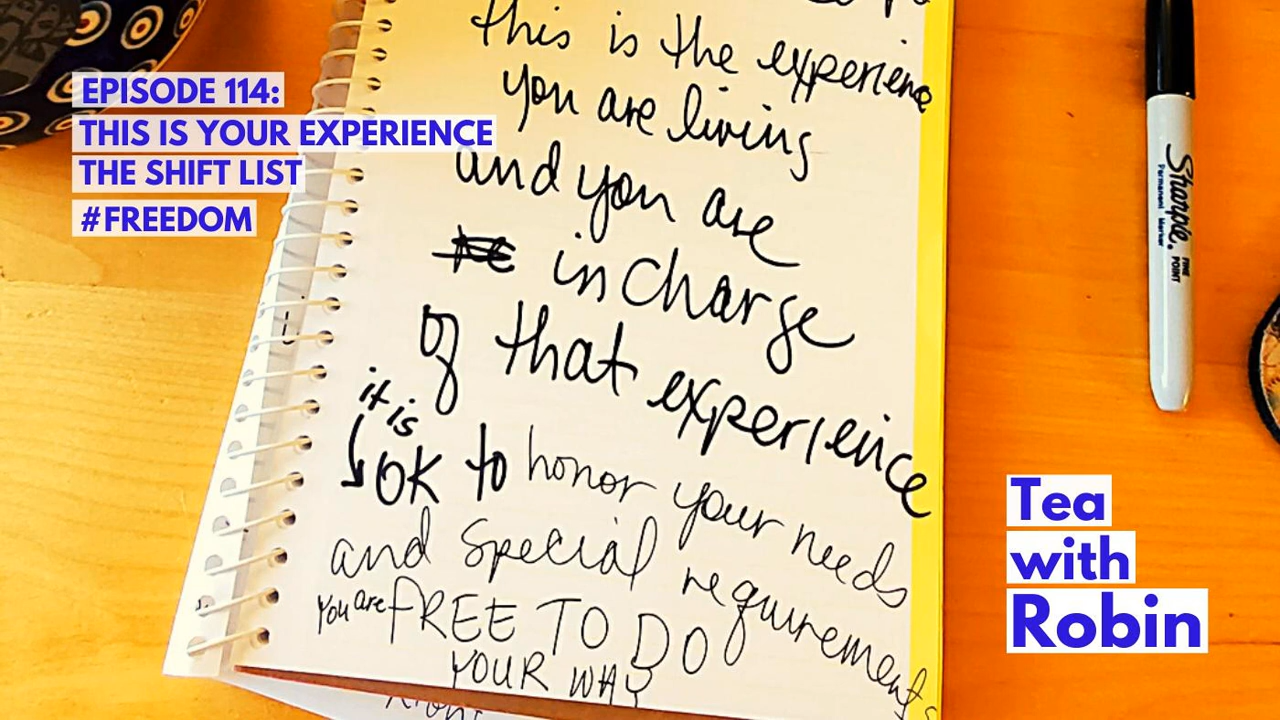 EPISODE 114:
THIS IS YOUR EXPERIENCE
THE SHIFT LIST
#FREEDOM
this is the experience
you are living
and you are
in charge
of that experience
it is
OK to honor your needs
and special requirements
You are FREE TO DO
YOUR WAY
Sharpie.
FINE POINT
Permanent Marker
Tea
with
Robin